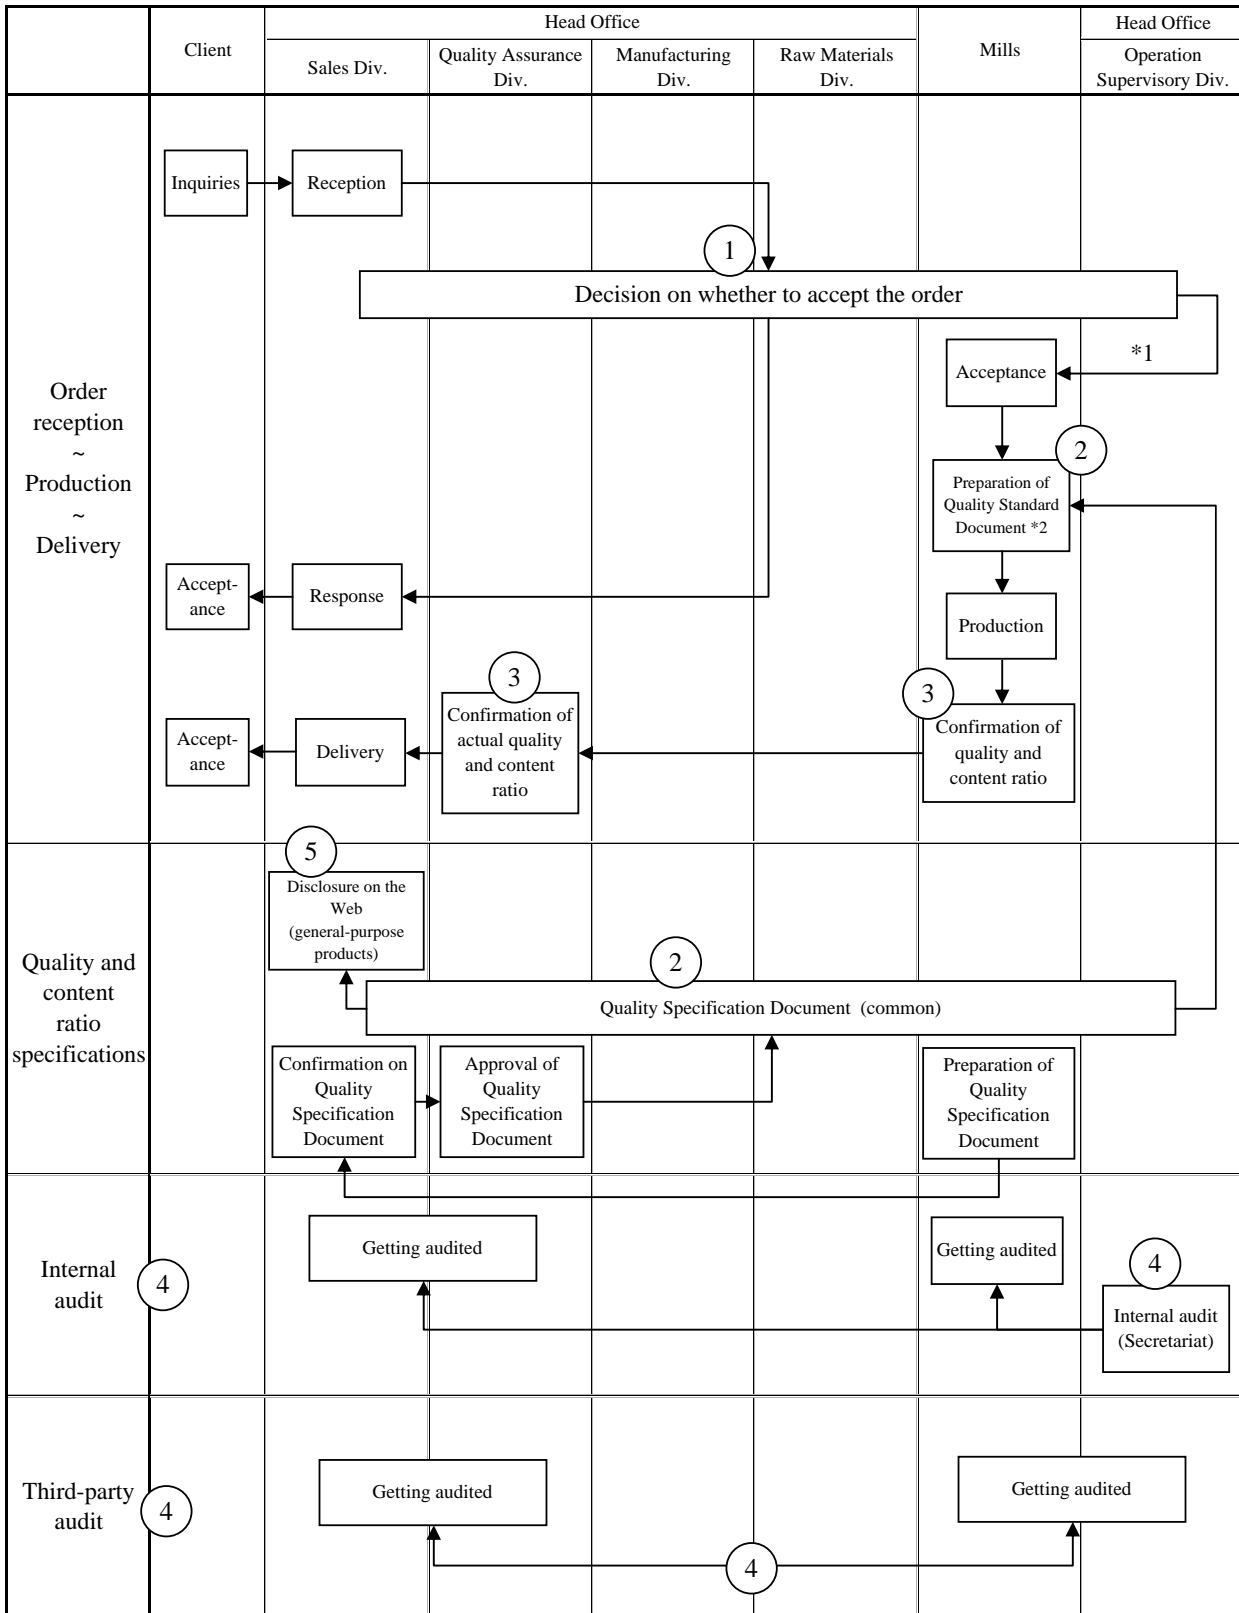 Client
Head Office
Mills
Head Office
Sales Div.
Quality Assurance
Div.
Manufacturing
Div.
Raw Materials
Div.
Operation
Supervisory Div.
Order
reception
~
Production
~
Delivery
Inquiries
Reception
1
Decision on whether to accept the order
*1
Acceptance
2
Preparation of
Quality Standard
Document *2
Accept-
ance
Response
Production
3
Confirmation of
actual quality
and content
ratio
3
Confirmation of
quality and
content ratio
Accept-
ance
Delivery
Quality and
content
ratio
specifications
5
Disclosure on the
Web
(general-purpose
products)
2
Quality Specification Document (common)
Confirmation on
Quality
Specification
Document
Approval of
Quality
Specification
Document
Preparation of
Quality
Specification
Document
Internal
audit
4
Getting audited
Getting audited
4
Internal audit
(Secretariat)
Third-party
audit
4
Getting audited
Getting audited
4